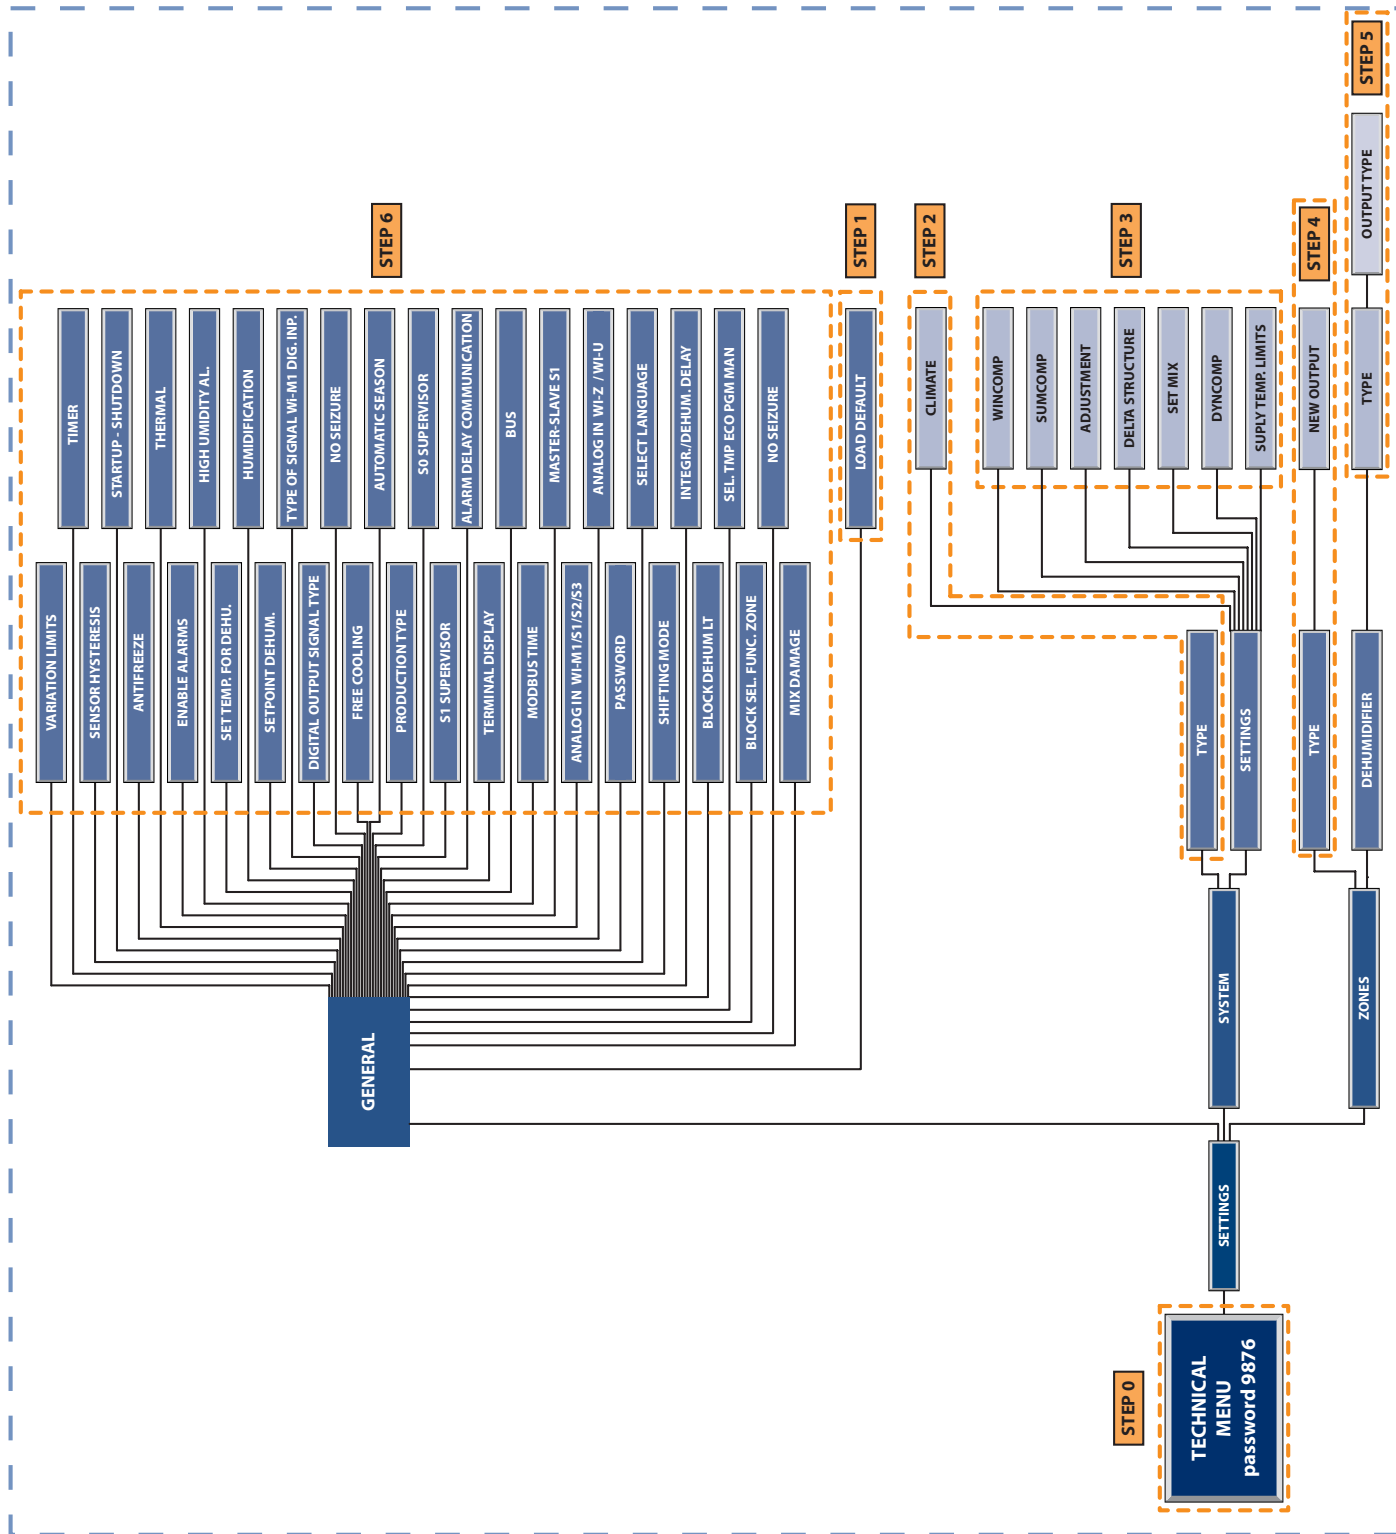 STEP 0
TECHNICAL
MENU
password 9876
SETTINGS
GENERAL
SYSTEM
ZONES
VARIATION LIMITS
SENSOR HYSTERESIS
ANTIFREEZE
ENABLE ALARMS
SET TEMP. FOR DEHU.
SETPOINT DEHUM.
DIGITAL OUTPUT SIGNAL TYPE
FREE COOLING
PRODUCTION TYPE
S1 SUPERVISOR
TERMINAL DISPLAY
MODBUS TIME
ANALOG IN WI-M1/S1/S2/S3
PASSWORD
SHIFTING MODE
BLOCK DEHUM LT
BLOCK SEL. FUNC. ZONE
MIX DAMAGE
TYPE
SETTINGS
TYPE
DEHUMIDIFIER
TIMER
STARTUP - SHUTDOWN
THERMAL
HIGH UMIDITY AL.
HUMIDIFICATION
TYPE OF SIGNAL WI-M1 DIG. INP.
NO SEIZURE
AUTOMATIC SEASON
S0 SUPERVISOR
ALARM DELAY COMMUNICATION
BUS
MASTER-SLAVE S1
ANALOG IN WI-Z / WI-U
SELECT LANGUAGE
INTEGR./DEHUM. DELAY
SEL. TMP ECO PGM MAN
NO SEIZURE
LOAD DEFAULT
CLIMATE
WINCOMP
SUMCOMP
ADJUSTMENT
DELTA STRUCTURE
SET MIX
DYNCOMP
SUPLY TEMP. LIMITS
NEW OUTPUT
TYPE
STEP 6
STEP 1
STEP 2
STEP 3
STEP 4
OUTPUT TYPE
STEP 5